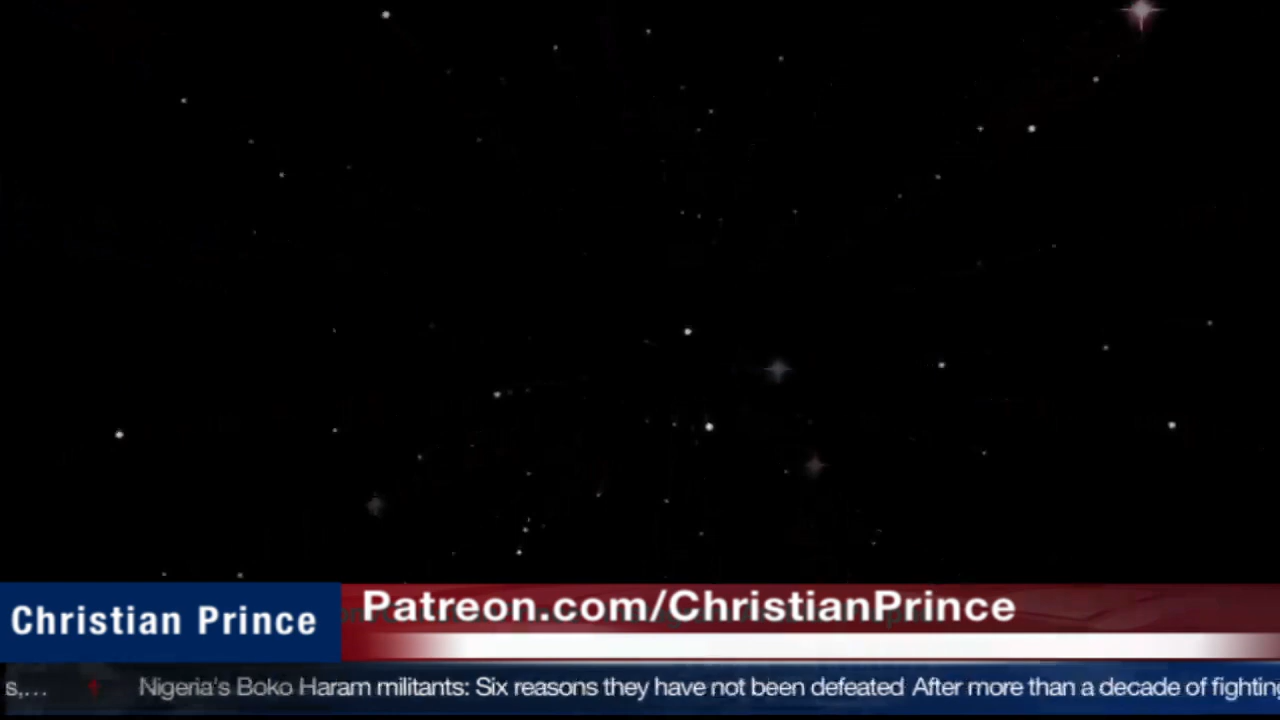 Christian Prince
Patreon.com/ChristianPrince
s,... Nigeria's Boko Haram militants: Six reasons they have not been defeated After more than a decade of fighting